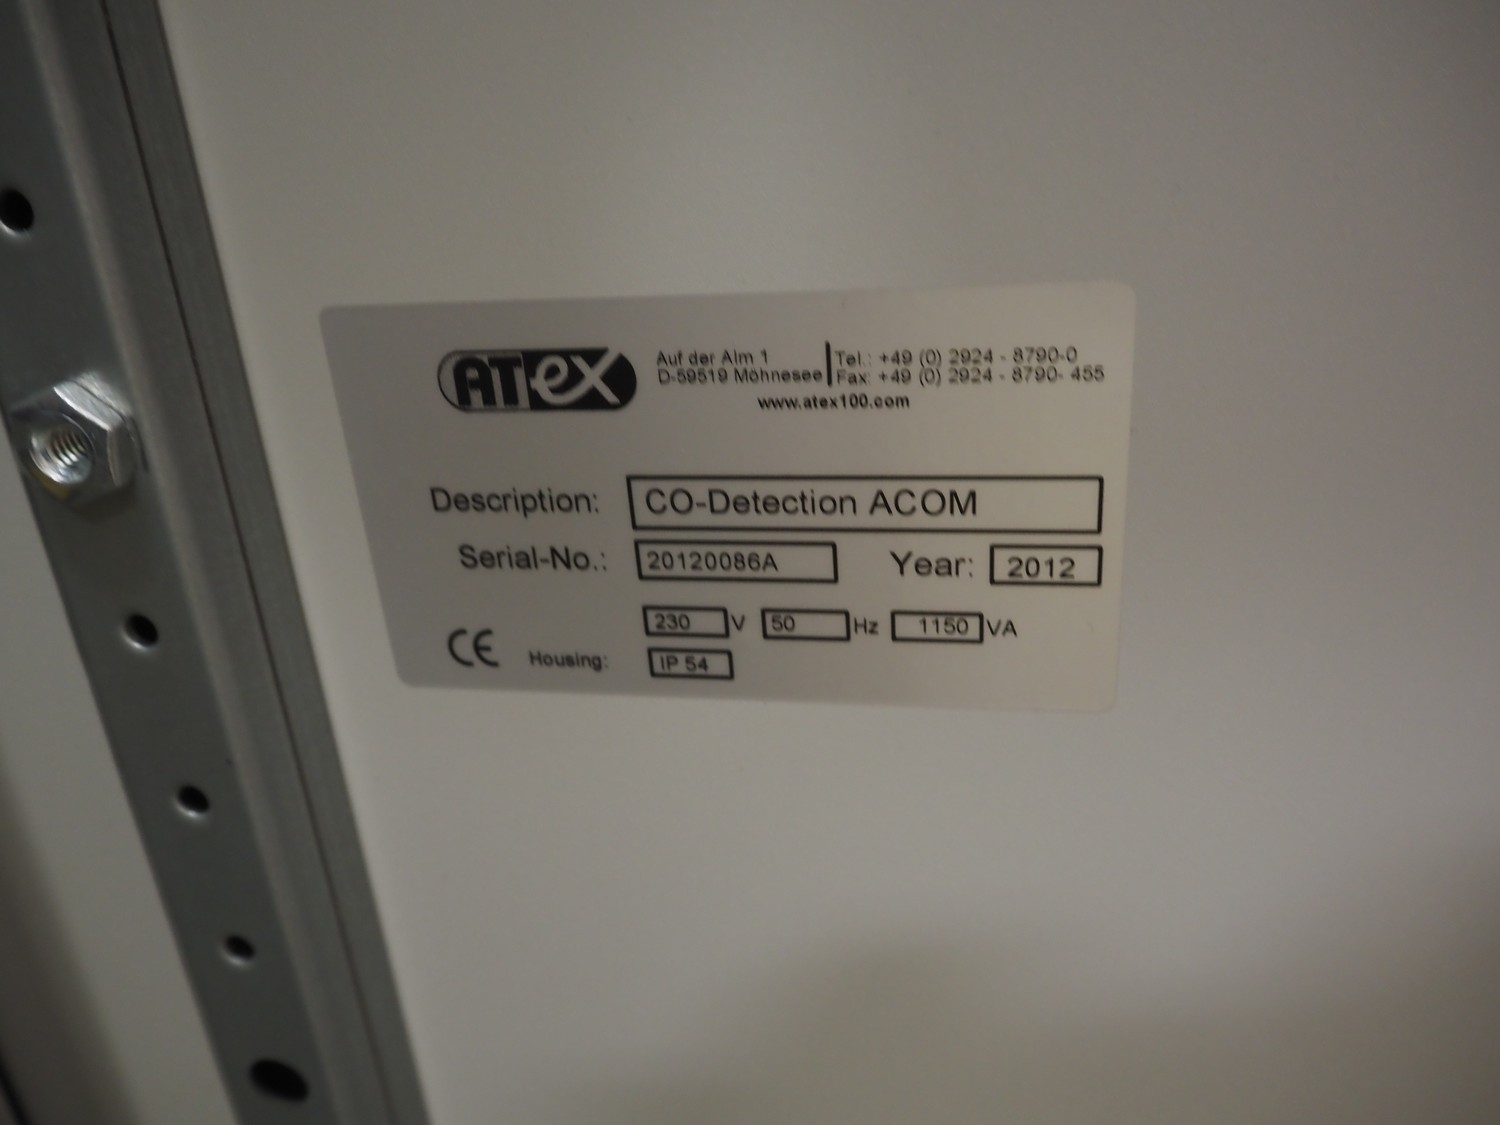 ATEX
Auf der Alm 1
D-59519 Möhnesee
Tel.: +49 (0) 2924 - 8790-0
Fax: +49 (0) 2924 - 8790- 455
www.atex100.com
Description: CO-Detection ACOM
Serial-No.: 20120086A Year: 2012
230 V 50 Hz 1150 VA
CE Housing: IP 54